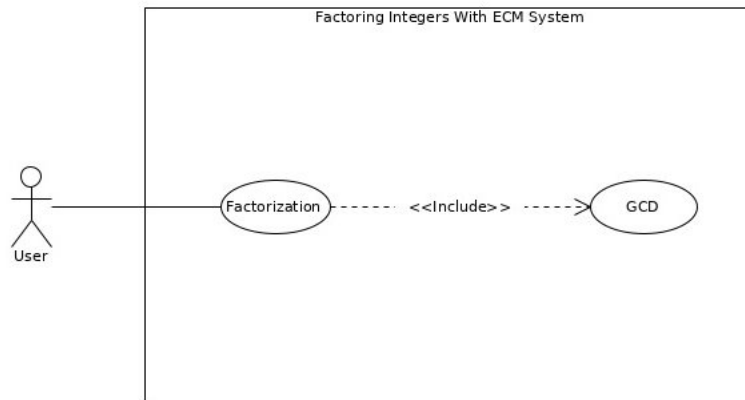 Factoring Integers With ECM System
Factorization
<<Include>>
GCD
User